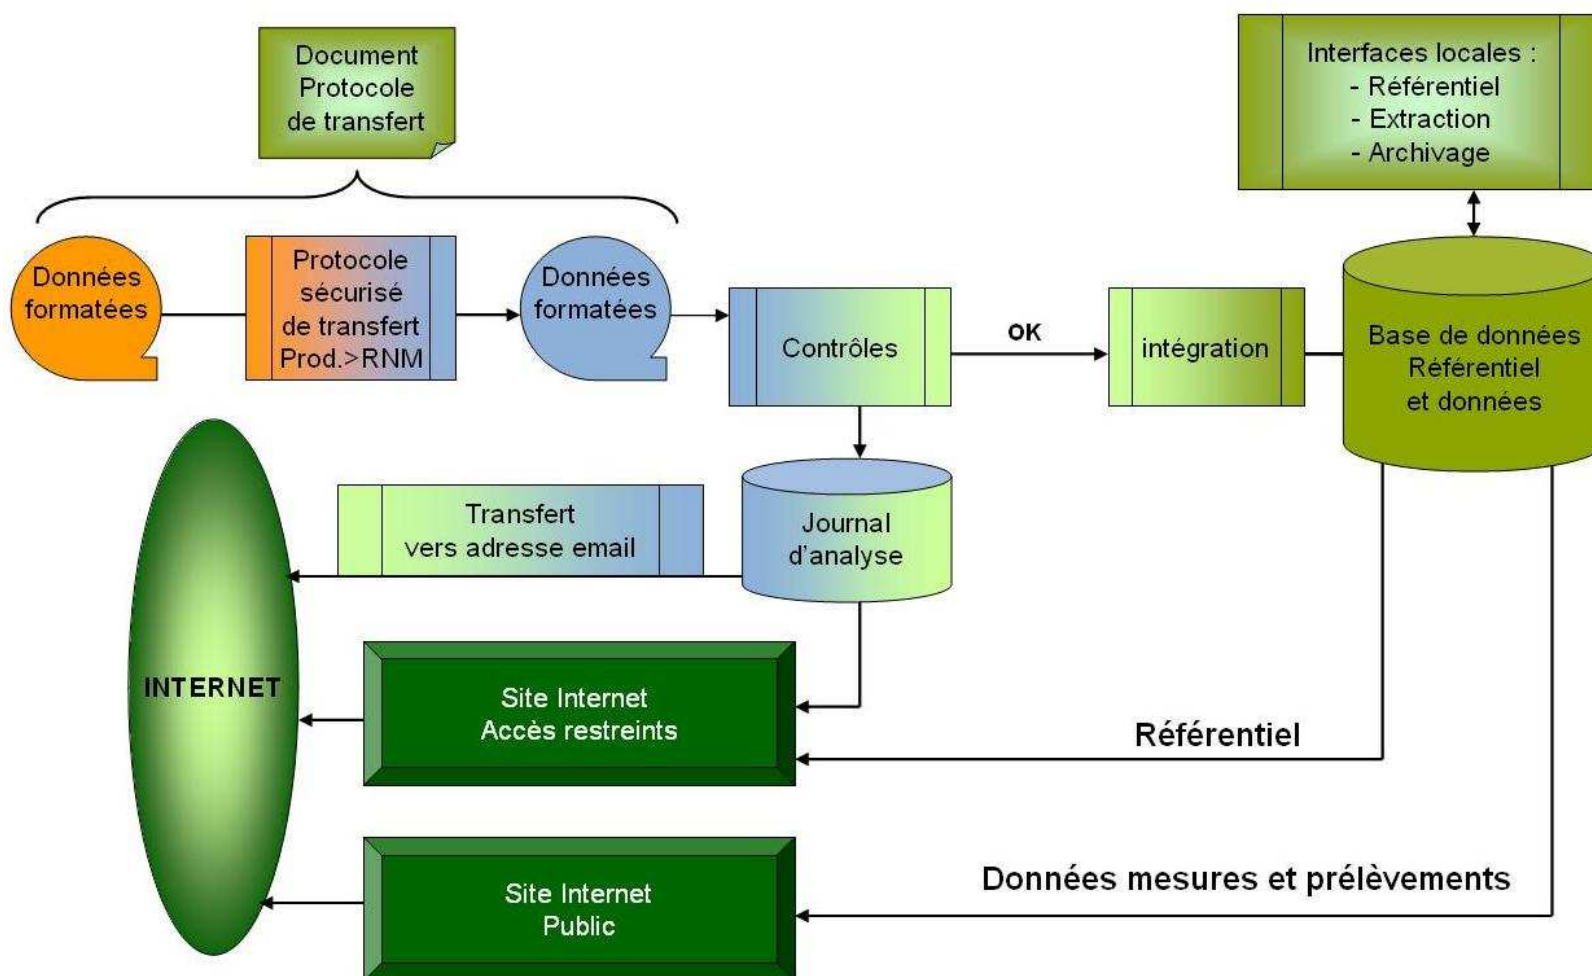 Document
Protocole
de transfert
Interfaces locales :
- Référentiel
- Extraction
- Archivage
Données
formatées
Protocole
sécurisé
de transfert
Prod.>RNM
Données
formatées
Contrôles
OK
intégration
Base de données
Référentiel
et données
Transfert
vers adresse email
Journal
d'analyse
INTERNET
Site Internet
Accès restreints
Référentiel
Site Internet
Public
Données mesures et prélèvements